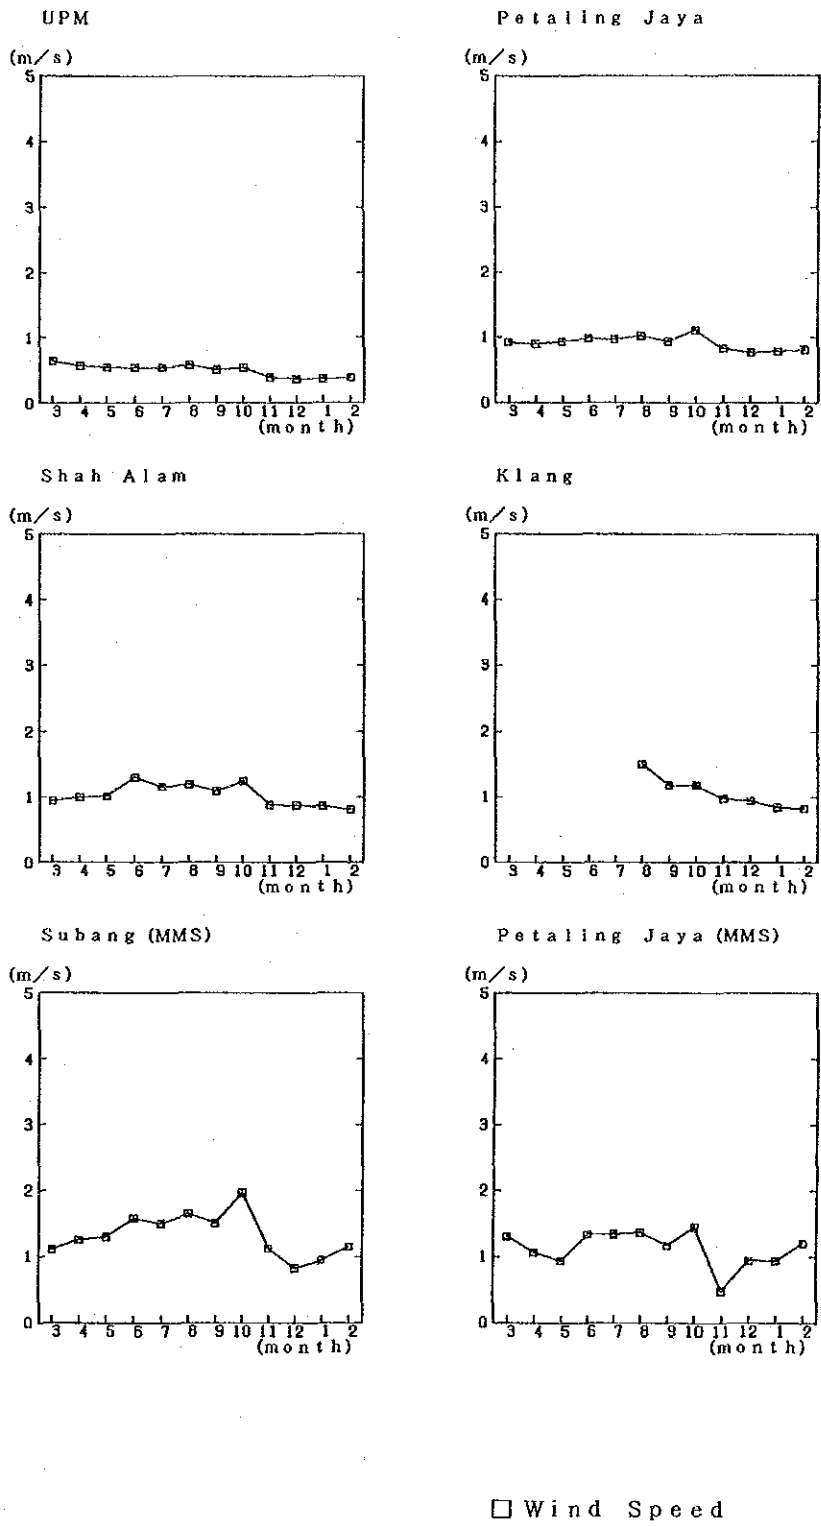 UPM
(m/s)
5
4
3
2
1
0
3 4 5 6 7 8 9 10 11 12 1 2
(month)
Petaling Jaya
(m/s)
5
4
3
2
1
0
3 4 5 6 7 8 9 10 11 12 1 2
(month)
Shah Alam
(m/s)
5
4
3
2
1
0
3 4 5 6 7 8 9 10 11 12 1 2
(month)
Klang
(m/s)
5
4
3
2
1
0
3 4 5 6 7 8 9 10 11 12 1 2
(month)
Subang (MMS)
(m/s)
5
4
3
2
1
0
3 4 5 6 7 8 9 10 11 12 1 2
(month)
Petaling Jaya (MMS)
(m/s)
5
4
3
2
1
0
3 4 5 6 7 8 9 10 11 12 1 2
(month)
Wind Speed